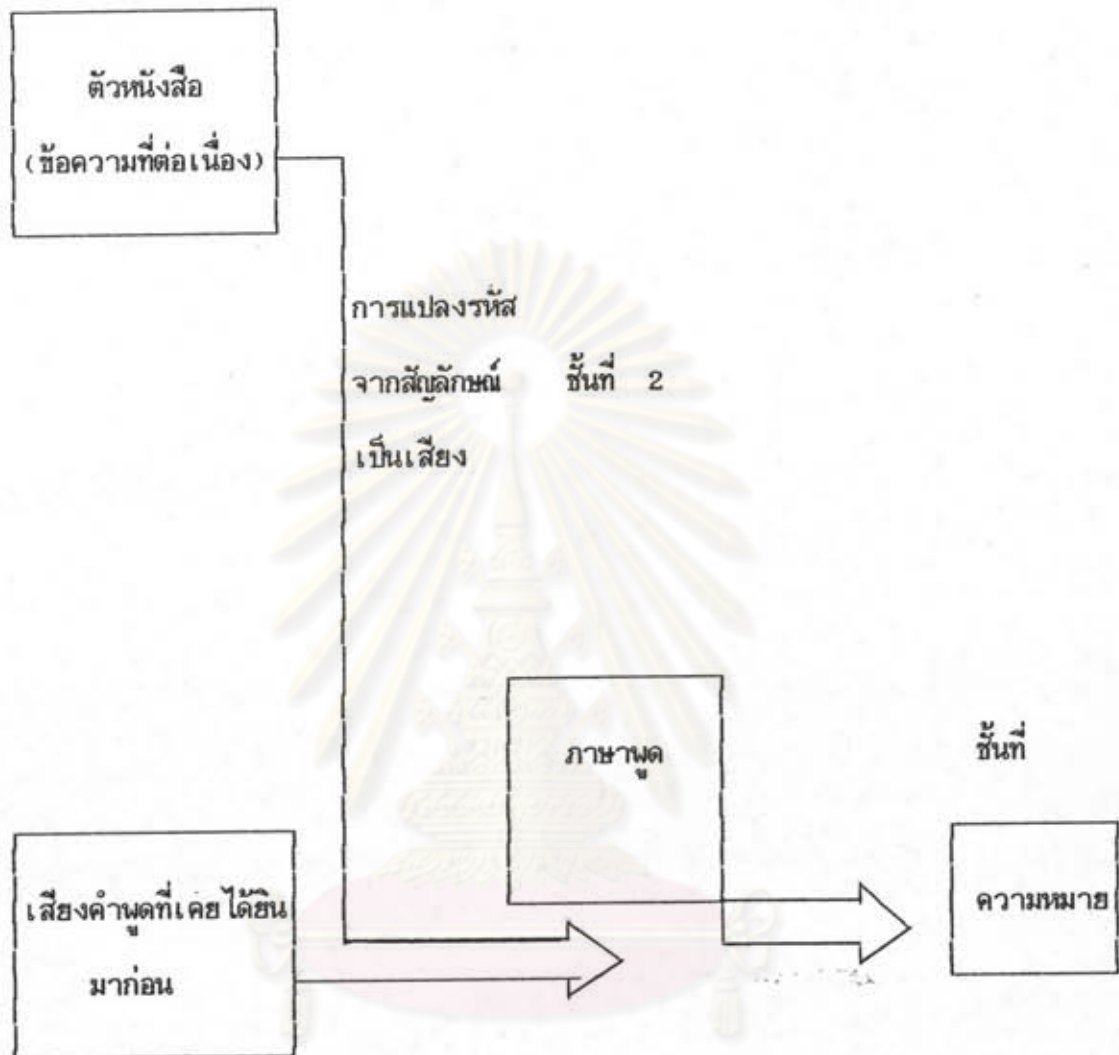 ตัวหนังสือ
(ข้อความที่ต่อเนื่อง)
การแปลงรหัส
จากสัญลักษณ์ ชั้นที่ 2
เป็นเสียง
ภาษาพูด
ชั้นที่
ความหมาย
เสียงคำพูดที่เคยได้ยิน
มาก่อน